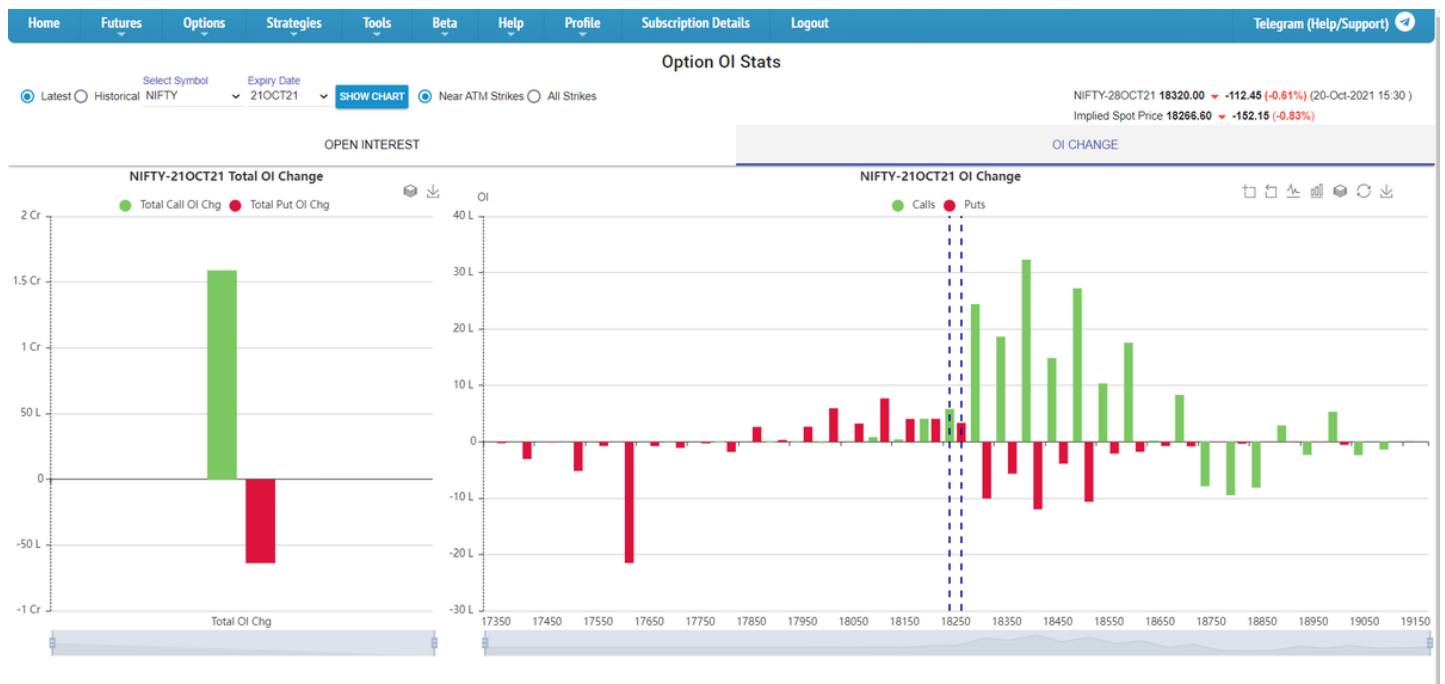 Home Futures Options Strategies Tools Beta Help Profile Subscription Details Logout Telegram (Help/Support)
Option OI Stats
Select Symbol Expiry Date
Latest Historical NIFTY 21OCT21 SHOW CHART Near ATM Strikes All Strikes
NIFTY-28OCT21 18320.00 -112.45 (-0.61%) (20-Oct-2021 15:30 )
Implied Spot Price 18266.60 -152.15 (-0.83%)
OPEN INTEREST OI CHANGE
NIFTY-21OCT21 Total OI Change
Total Call OI Chg Total Put OI Chg
2 Cr
1.5 Cr
1 Cr
50 L
0
-50 L
-1 Cr
Total OI Chg
NIFTY-21OCT21 OI Change
OI
Calls Puts
40 L
30 L
20 L
10 L
0
-10 L
-20 L
-30 L
17350 17450 17550 17650 17750 17850 17950 18050 18150 18250 18350 18450 18550 18650 18750 18850 18950 19050 19150